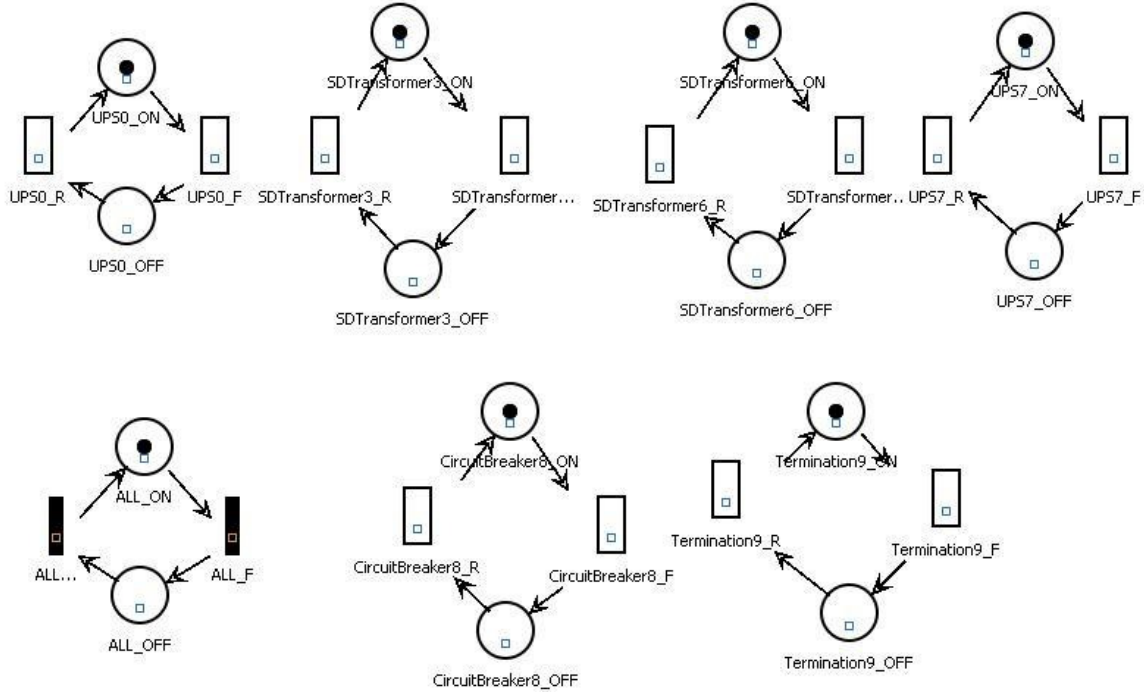 SDTransformer3_ON
SDTransformer6_ON
UPS7_ON
UPS0_ON
UPS0_R
UPS0_F
SDTransformer3_R
SDTransformer...
SDTransformer6_R
SDTransformer..
UPS7_R
UPS7_F
UPS0_OFF
SDTransformer3_OFF
SDTransformer6_OFF
UPS7_OFF
CircuitBreaker8_ON
Termination9_ON
ALL_ON
Termination9_R
Termination9_F
ALL...
ALL_F
CircuitBreaker8_R
CircuitBreaker8_F
ALL_OFF
CircuitBreaker8_OFF
Termination9_OFF